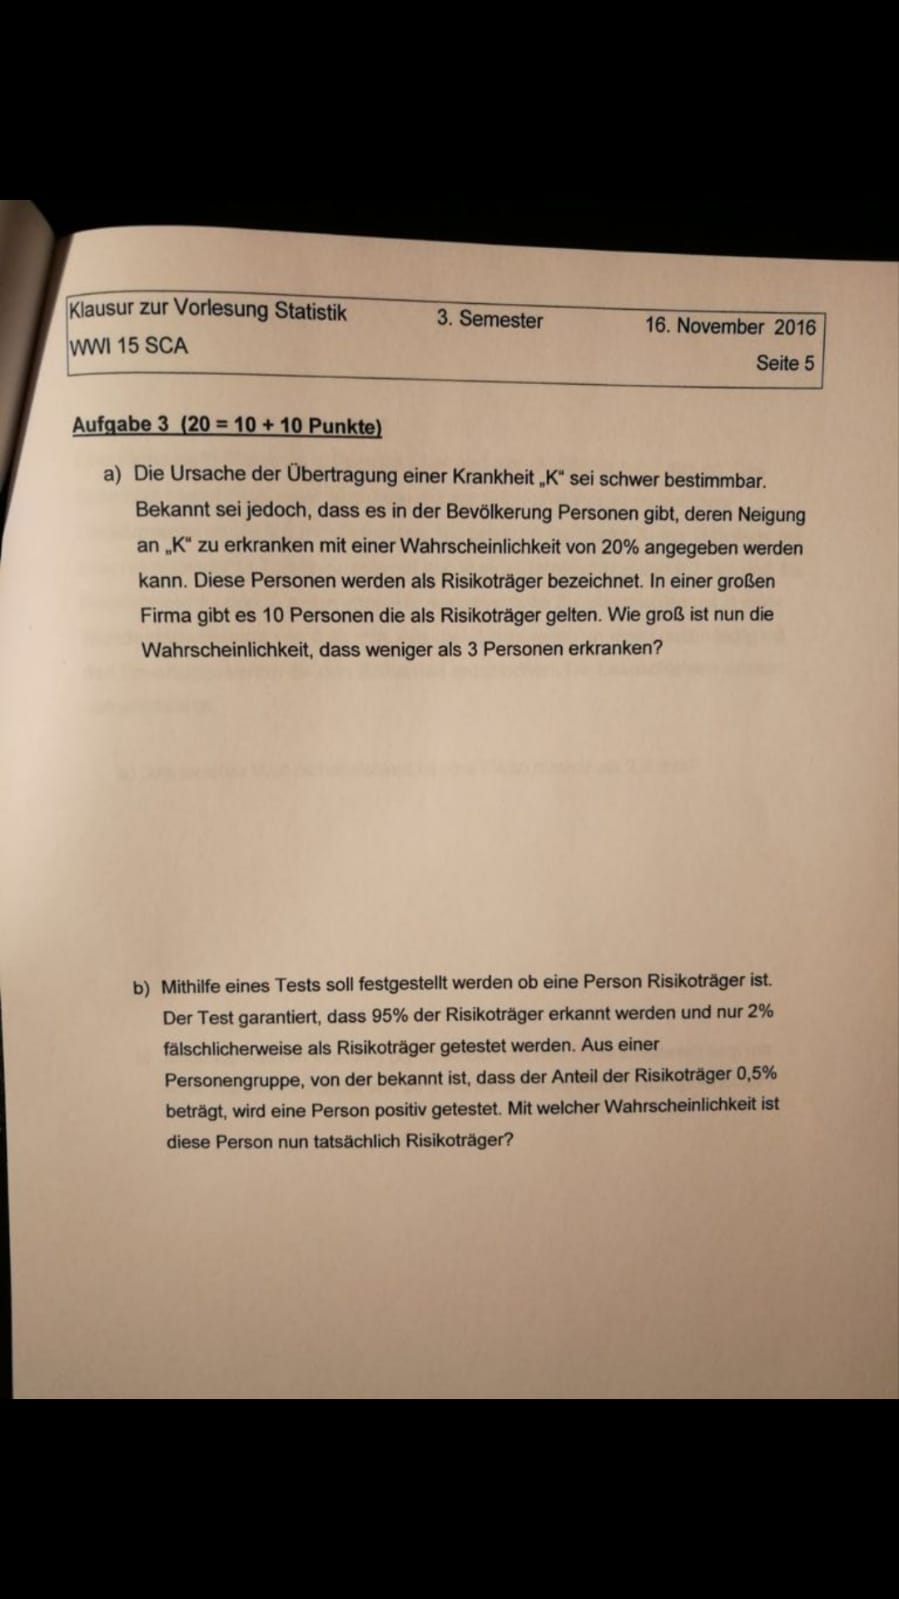 Klausur zur Vorlesung Statistik 3. Semester 16. November 2016
WWI 15 SCA Seite 5
Aufgabe 3 (20 = 10 + 10 Punkte)
a) Die Ursache der Übertragung einer Krankheit „K“ sei schwer bestimmbar.
Bekannt sei jedoch, dass es in der Bevölkerung Personen gibt, deren Neigung
an „K“ zu erkranken mit einer Wahrscheinlichkeit von 20% angegeben werden
kann. Diese Personen werden als Risikoträger bezeichnet. In einer großen
Firma gibt es 10 Personen die als Risikoträger gelten. Wie groß ist nun die
Wahrscheinlichkeit, dass weniger als 3 Personen erkranken?
b) Mithilfe eines Tests soll festgestellt werden ob eine Person Risikoträger ist.
Der Test garantiert, dass 95% der Risikoträger erkannt werden und nur 2%
fälschlicherweise als Risikoträger getestet werden. Aus einer
Personengruppe, von der bekannt ist, dass der Anteil der Risikoträger 0,5%
beträgt, wird eine Person positiv getestet. Mit welcher Wahrscheinlichkeit ist
diese Person nun tatsächlich Risikoträger?